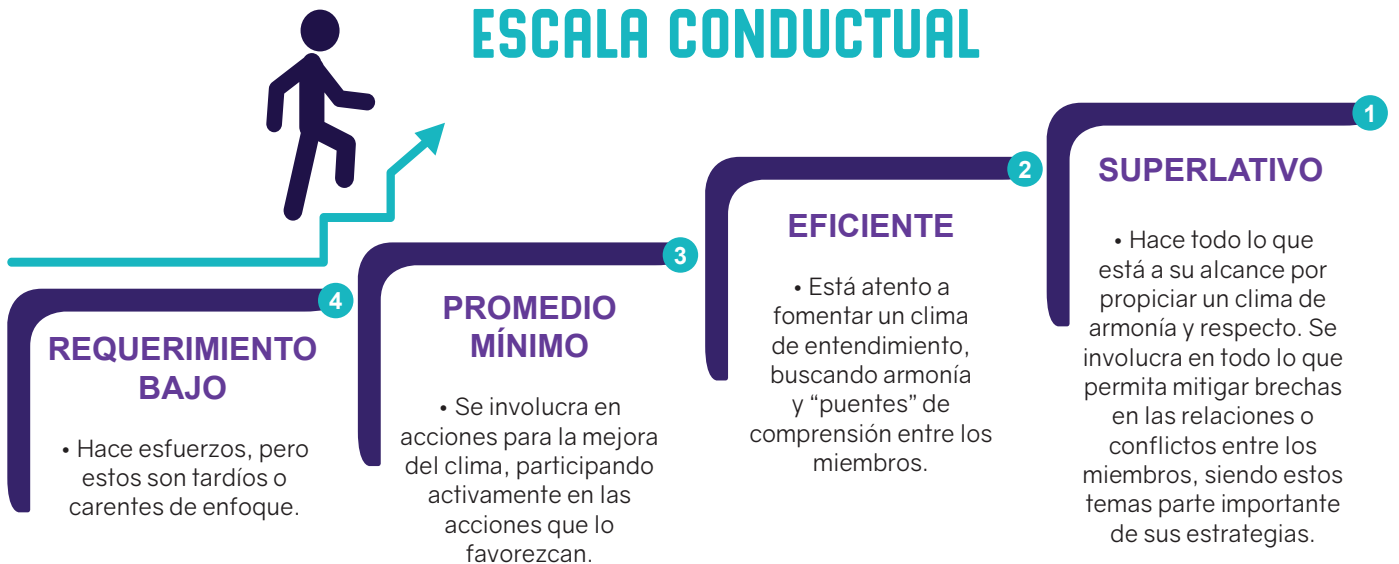 ESCALA CONDUCTUAL
4
REQUERIMIENTO
BAJO
• Hace esfuerzos, pero
estos son tardíos o
carentes de enfoque.
3
PROMEDIO
MÍNIMO
• Se involucra en
acciones para la mejora
del clima, participando
activamente en las
acciones que lo
favorezcan.
2
EFICIENTE
• Está atento a
fomentar un clima
de entendimiento,
buscando armonía
y “puentes” de
comprensión entre los
miembros.
1
SUPERLATIVO
• Hace todo lo que
está a su alcance por
propiciar un clima de
armonía y respecto. Se
involucra en todo lo que
permita mitigar brechas
en las relaciones o
conflictos entre los
miembros, siendo estos
temas parte importante
de sus estrategias.